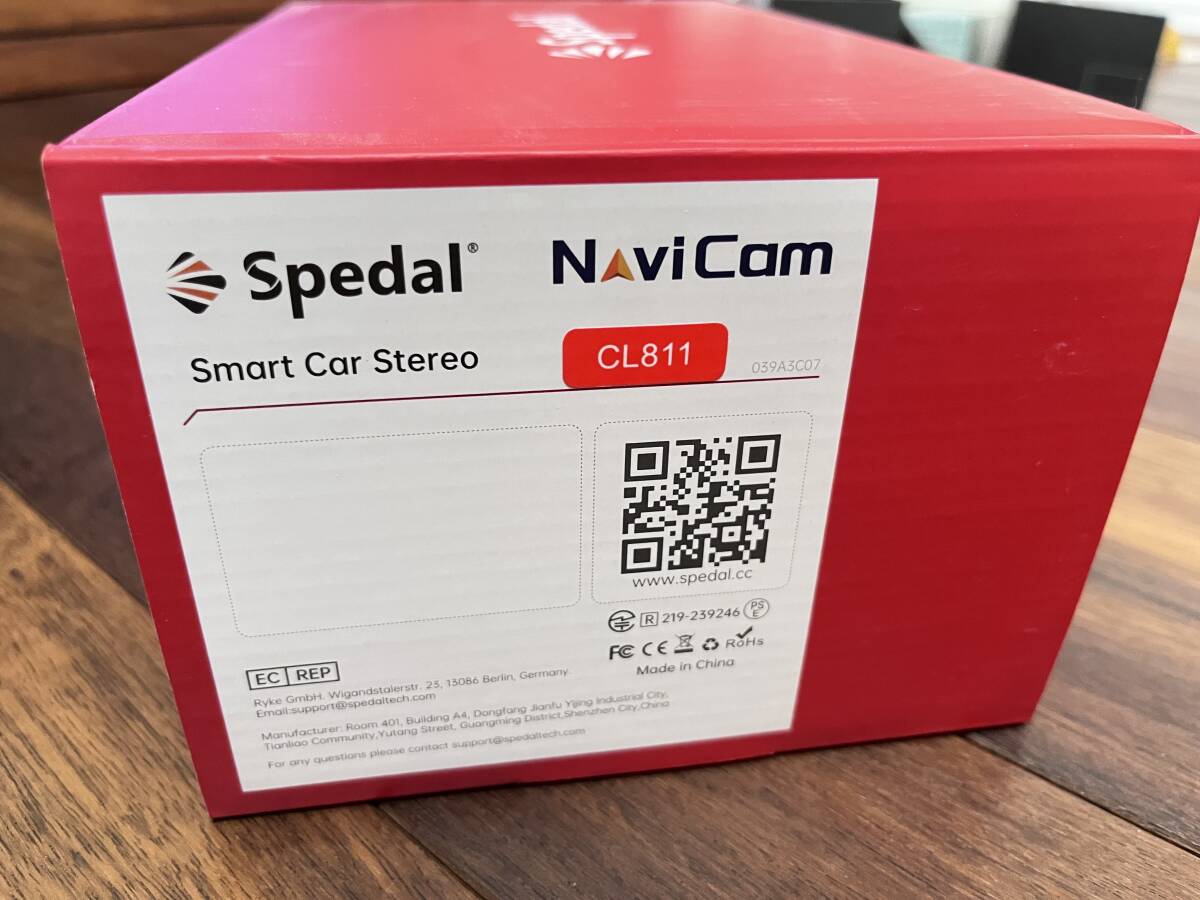 Spedal
Spedal®
NaviCam
Smart Car Stereo
CL811
039A3C07
www.spedal.cc
R 219-239246 PSE
FC CE RoHS
Made in China
EC REP
Ryke GmbH. Wigandstalerstr. 23, 13086 Berlin, Germany
Email:support@spedaltech.com
Manufacturer: Room 401, Building A4, Dongfang Jianfu Yijing Industrial City,
Tianliao Community,Yutang Street, Guangming District,Shenzhen City,China
For any questions please contact support@spedaltech.com